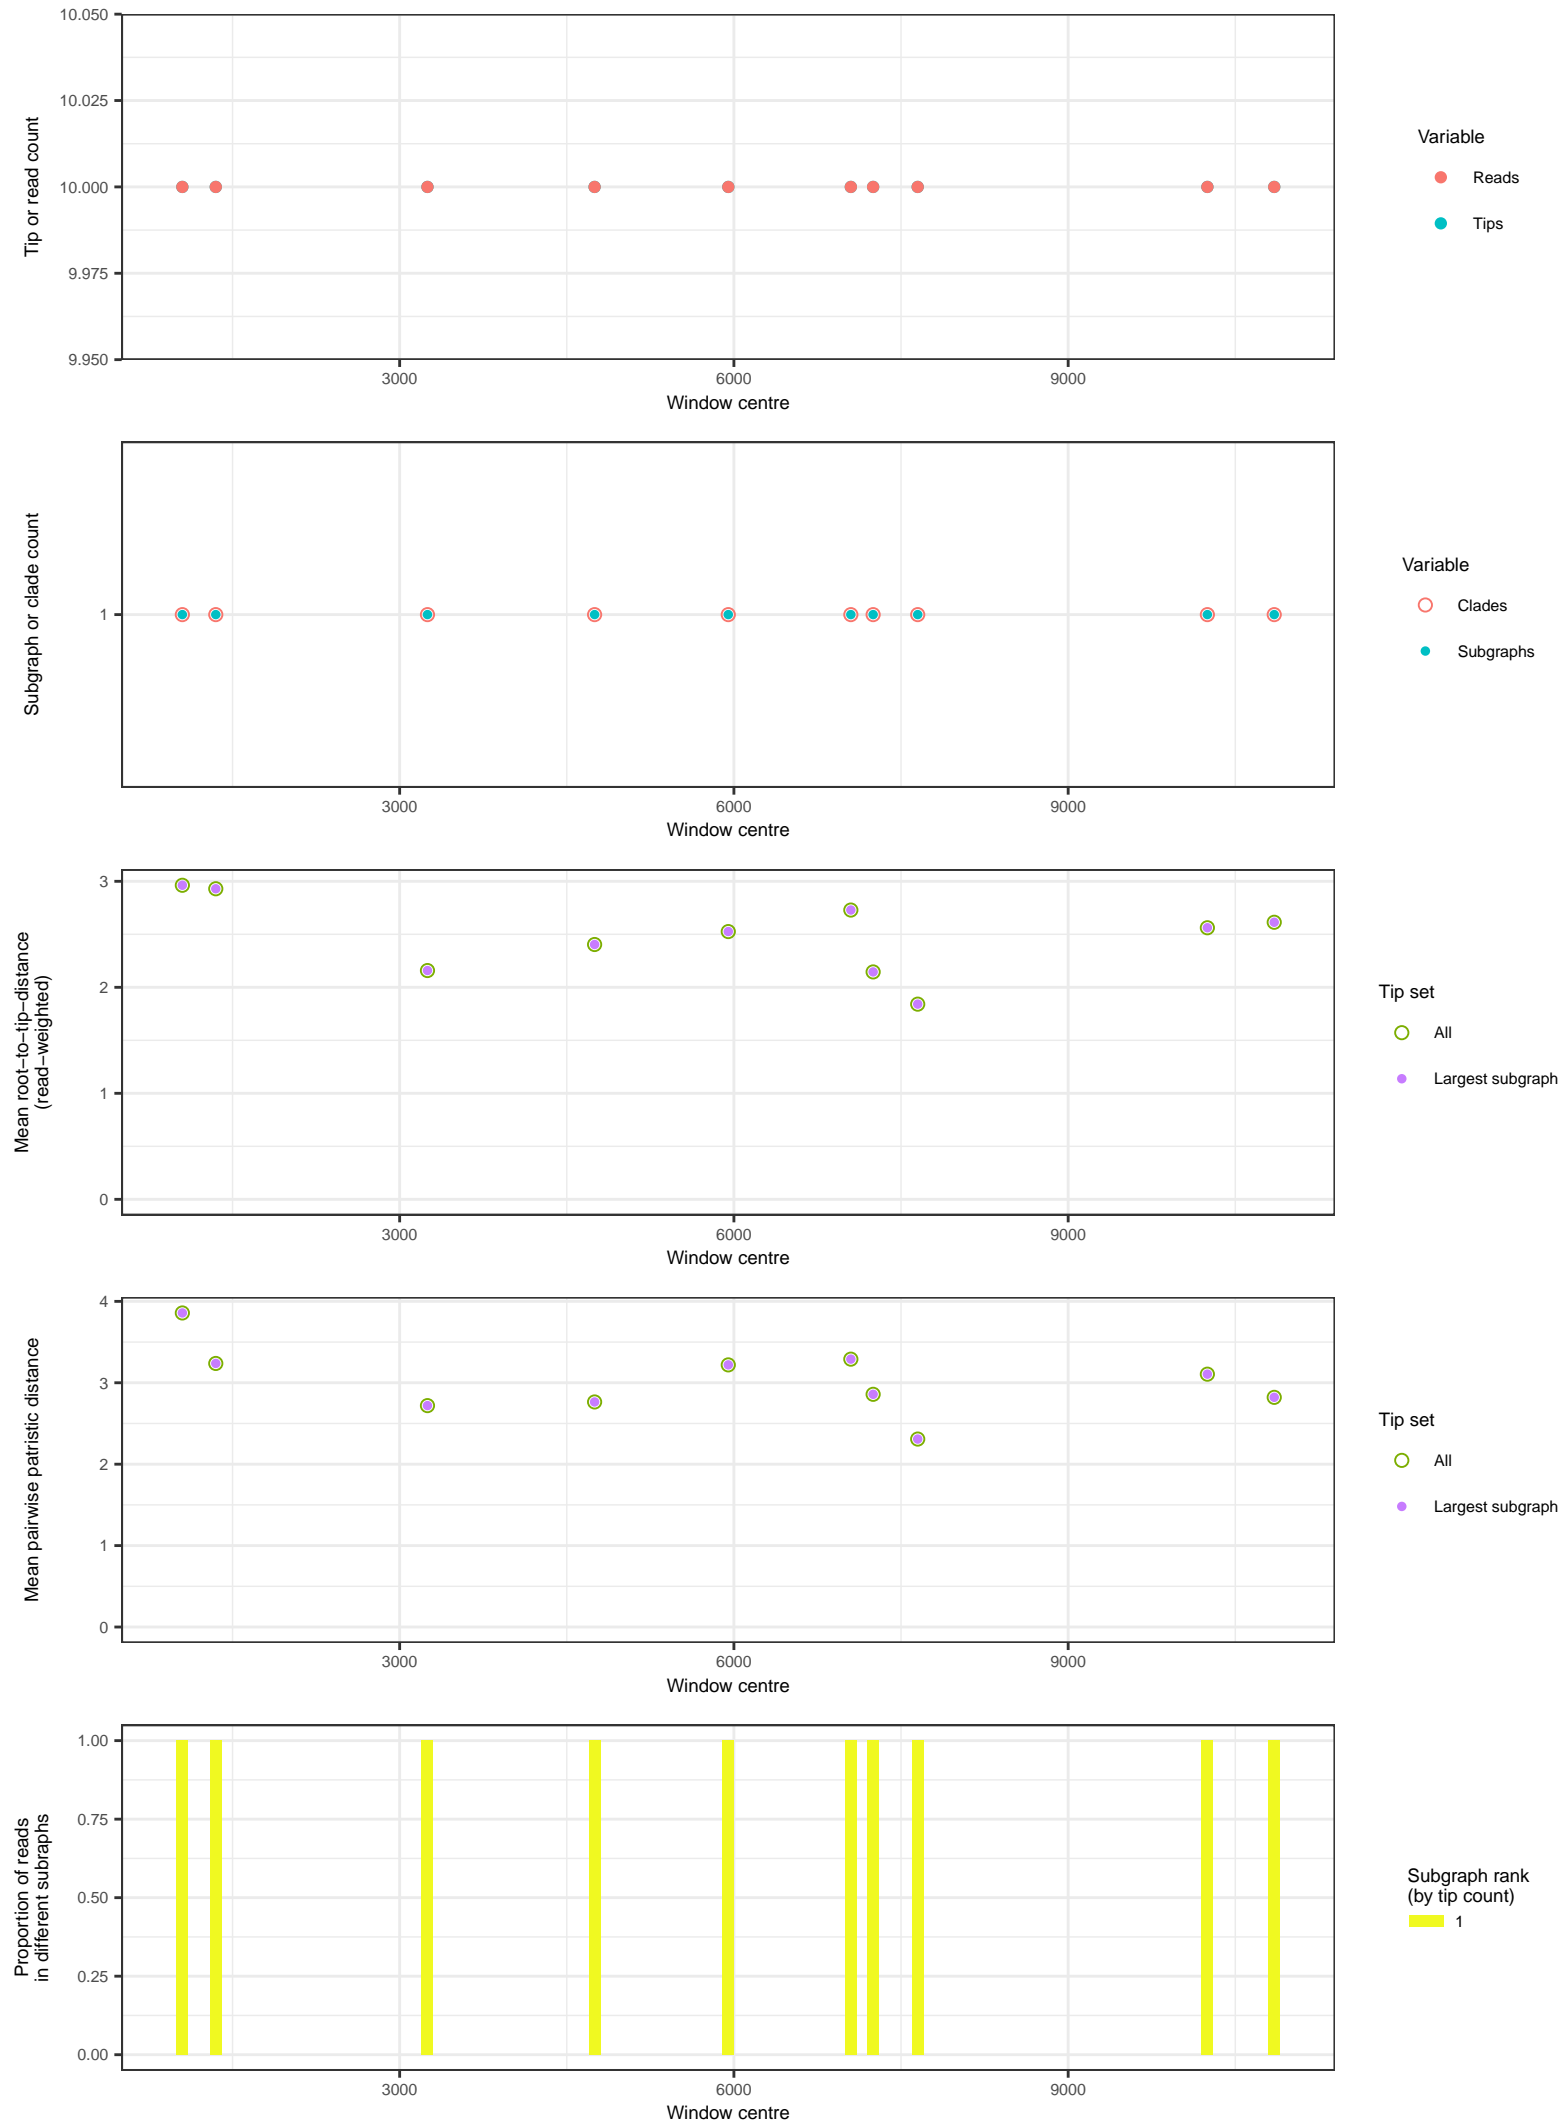 10.050
10.025
10.000
9.975
9.950
Tip or read count
3000 6000 9000
Window centre
Variable
Reads
Tips
1
Subgraph or clade count
3000 6000 9000
Window centre
Variable
Clades
Subgraphs
3
2
1
0
Mean root−to−tip−distance
(read−weighted)
3000 6000 9000
Window centre
Tip set
All
Largest subgraph
4
3
2
1
0
Mean pairwise patristic distance
3000 6000 9000
Window centre
Tip set
All
Largest subgraph
1.00
0.75
0.50
0.25
0.00
Proportion of reads
in different subraphs
3000 6000 9000
Window centre
Subgraph rank
(by tip count)
1